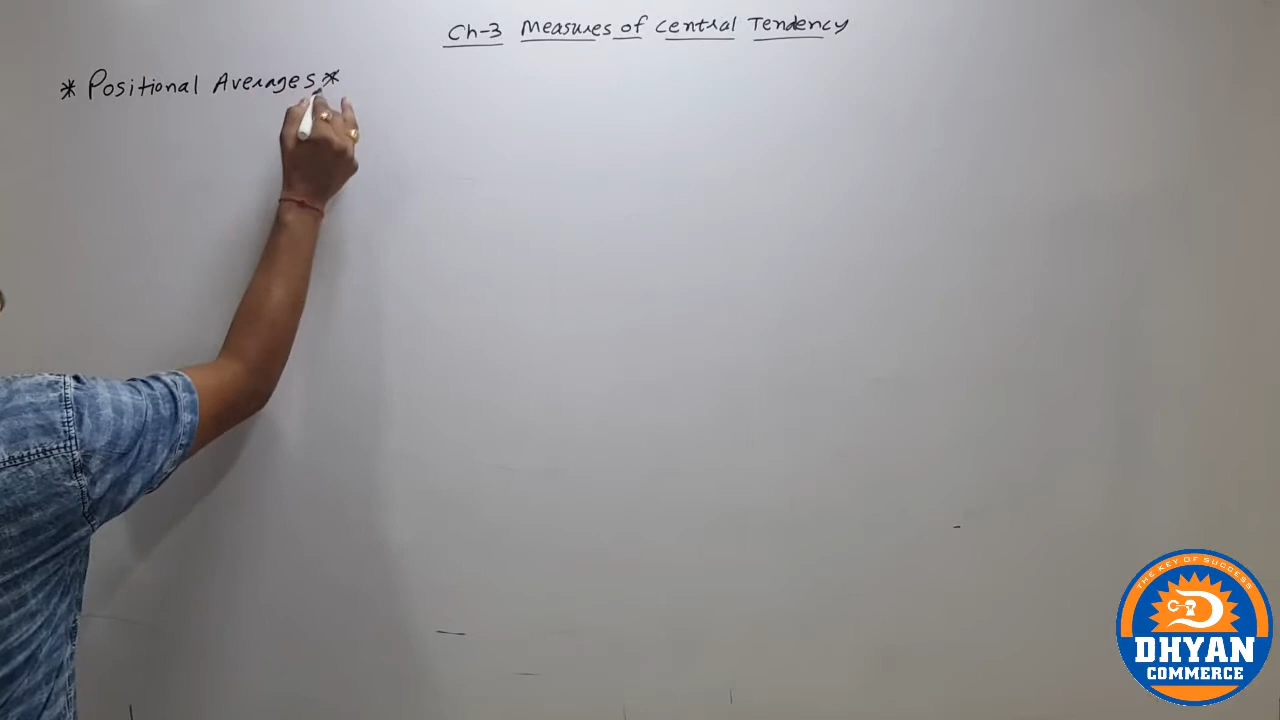 Ch-3 Measures of Central Tendency
* Positional Averages *
THE KEY OF SUCCESS
DHYAN
COMMERCE